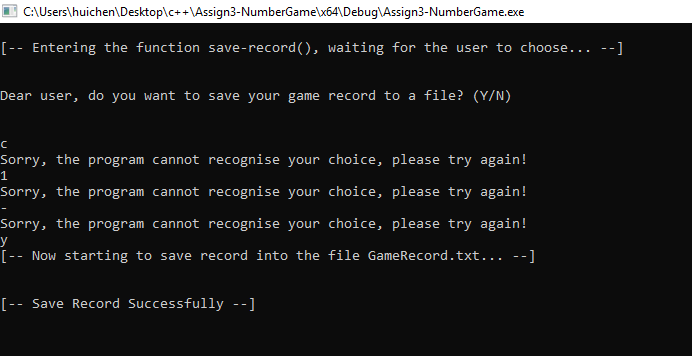 C:\Users\huichen\Desktop\c++\Assign3-NumberGame\x64\Debug\Assign3-NumberGame.exe
[-- Entering the function save-record(), waiting for the user to choose... --]
Dear user, do you want to save your game record to a file? (Y/N)
c
Sorry, the program cannot recognise your choice, please try again!
1
Sorry, the program cannot recognise your choice, please try again!
-
Sorry, the program cannot recognise your choice, please try again!
y
[-- Now starting to save record into the file GameRecord.txt... --]
[-- Save Record Successfully --]